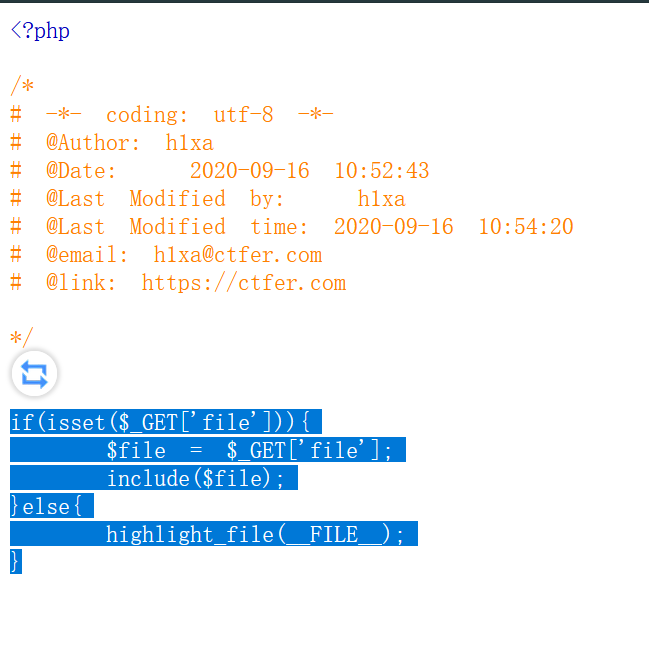 <?php
/*
# -*- coding: utf-8 -*-
# @Author: h1xa
# @Date:   2020-09-16 10:52:43
# @Last Modified by:   h1xa
# @Last Modified time: 2020-09-16 10:54:20
# @email: h1xa@ctfer.com
# @link: https://ctfer.com
*/
if(isset($_GET['file'])){
    $file = $_GET['file'];
    include($file);
}else{
    highlight_file(__FILE__);
}